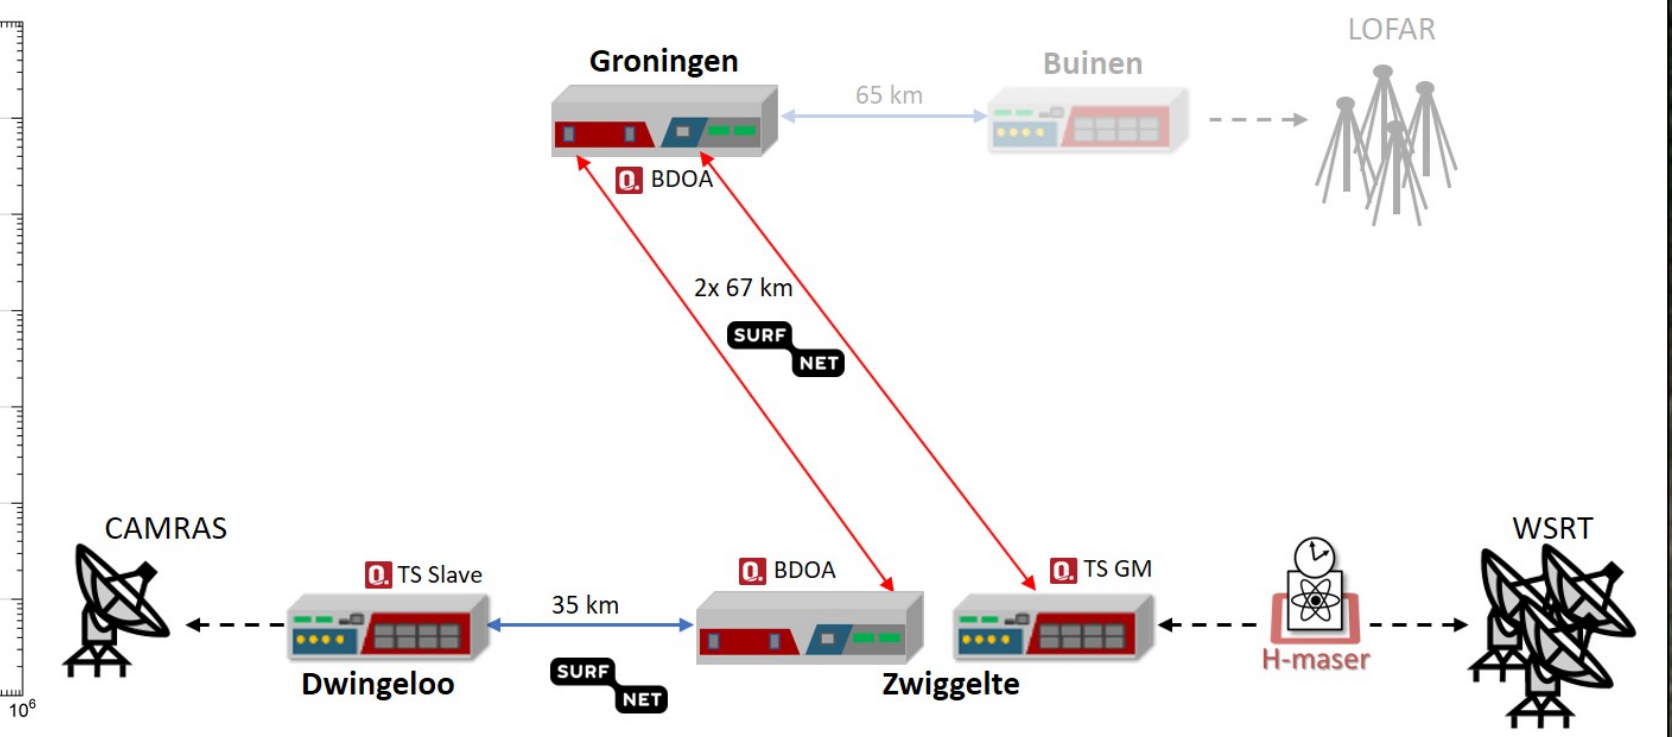 LOFAR
Groningen
Buinen
65 km
Q. BDOA
2x 67 km
SURF
NET
CAMRAS
WSRT
Q. TS Slave
Q. BDOA
Q. TS GM
35 km
H-maser
Dwingeloo
Zwiggelte
SURF
NET
10⁶